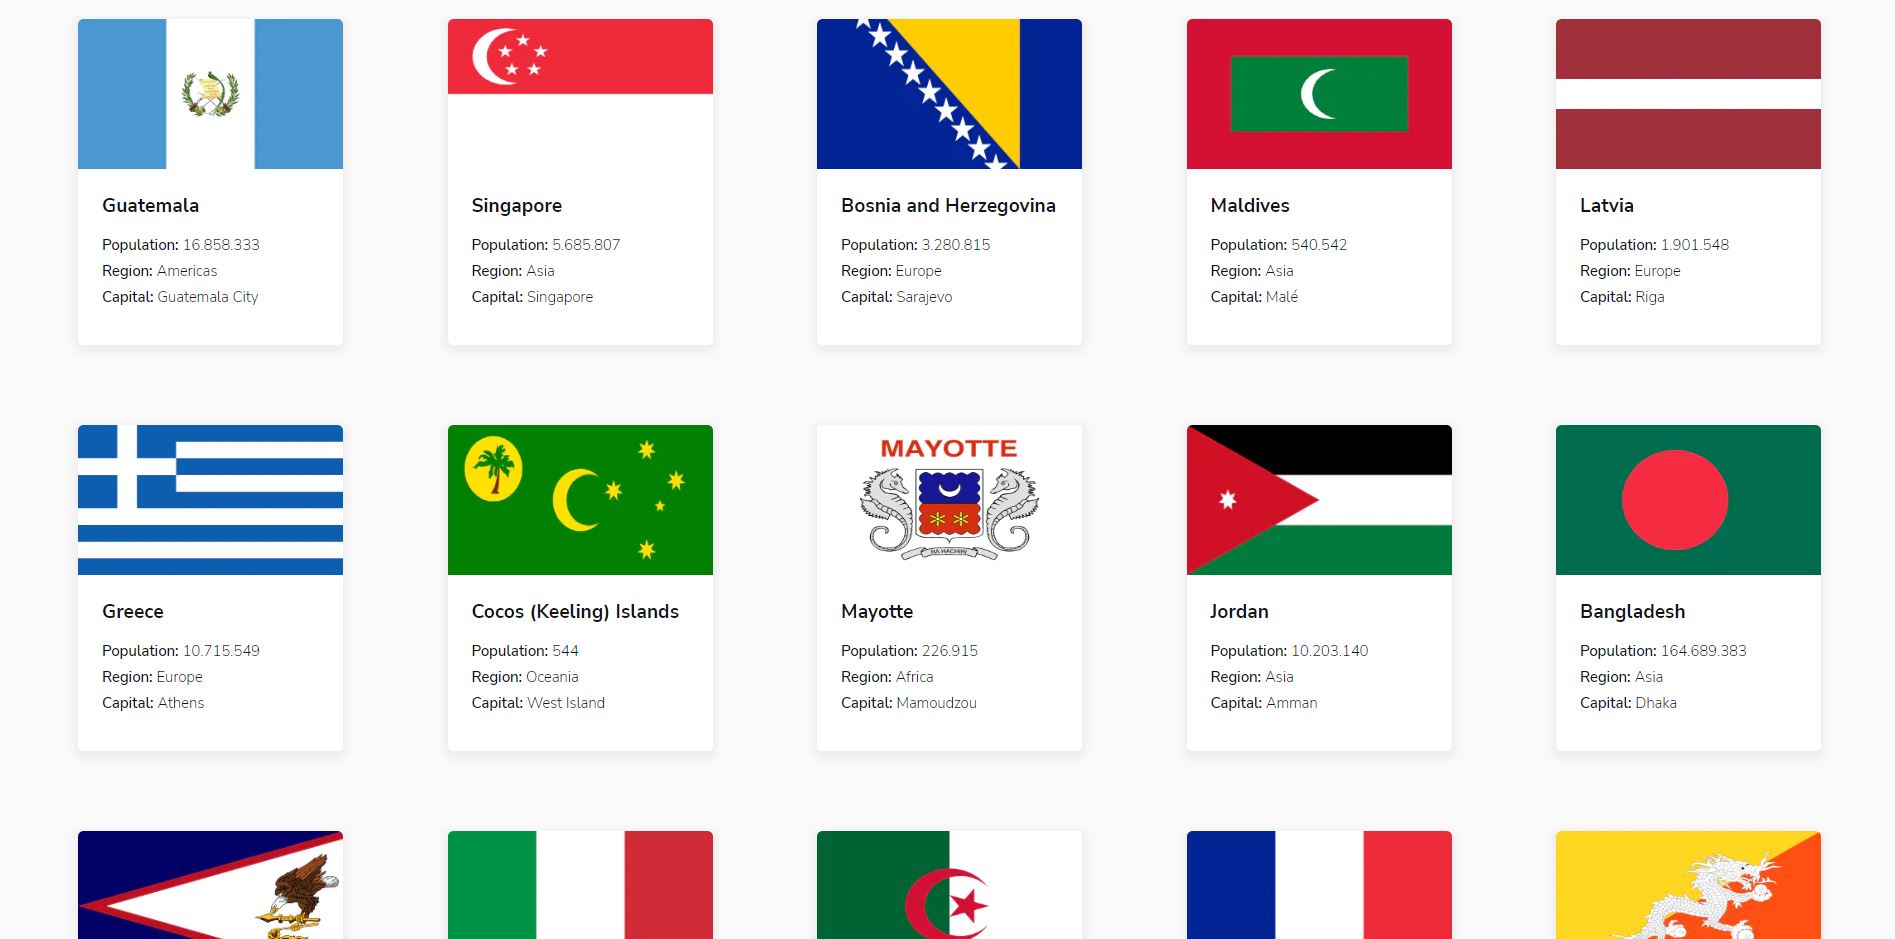 Guatemala
Population: 16.858.333
Region: Americas
Capital: Guatemala City
Singapore
Population: 5.685.807
Region: Asia
Capital: Singapore
Bosnia and Herzegovina
Population: 3.280.815
Region: Europe
Capital: Sarajevo
Maldives
Population: 540.542
Region: Asia
Capital: Malé
Latvia
Population: 1.901.548
Region: Europe
Capital: Riga
Greece
Population: 10.715.549
Region: Europe
Capital: Athens
Cocos (Keeling) Islands
Population: 544
Region: Oceania
Capital: West Island
MAYOTTE
RA HACHIRI
Mayotte
Population: 226.915
Region: Africa
Capital: Mamoudzou
Jordan
Population: 10.203.140
Region: Asia
Capital: Amman
Bangladesh
Population: 164.689.383
Region: Asia
Capital: Dhaka